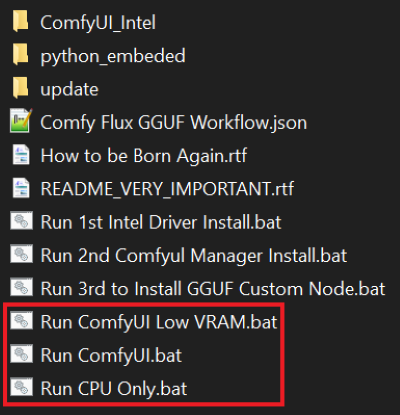 ComfyUI_Intel
python_embeded
update
Comfy Flux GGUF Workflow.json
How to be Born Again.rtf
README_VERY_IMPORTANT.rtf
Run 1st Intel Driver Install.bat
Run 2nd Comfyul Manager Install.bat
Run 3rd to Install GGUF Custom Node.bat
Run ComfyUI Low VRAM.bat
Run ComfyUI.bat
Run CPU Only.bat